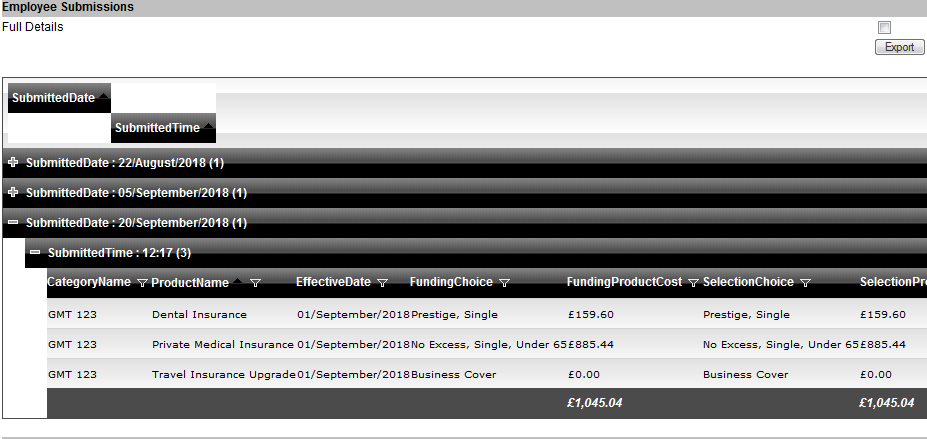 Employee Submissions
Full Details
Export
SubmittedDate
SubmittedTime
SubmittedDate : 22/August/2018 (1)
SubmittedDate : 05/September/2018 (1)
SubmittedDate : 20/September/2018 (1)
SubmittedTime : 12:17 (3)
CategoryName ProductName EffectiveDate FundingChoice FundingProductCost SelectionChoice SelectionPr
GMT 123 Dental Insurance 01/September/2018 Prestige, Single £159.60 Prestige, Single £159.60
GMT 123 Private Medical Insurance 01/September/2018 No Excess, Single, Under 65 £885.44 No Excess, Single, Under 65 £885.44
GMT 123 Travel Insurance Upgrade 01/September/2018 Business Cover £0.00 Business Cover £0.00
£1,045.04 £1,045.04